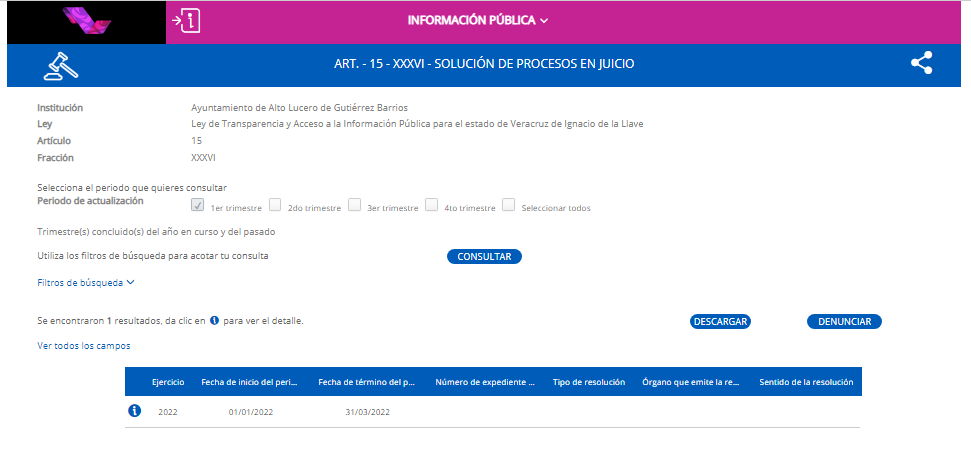 INFORMACIÓN PÚBLICA
ART. - 15 - XXXVI - SOLUCIÓN DE PROCESOS EN JUICIO
Institución Ayuntamiento de Alto Lucero de Gutiérrez Barrios
Ley Ley de Transparencia y Acceso a la Información Pública para el estado de Veracruz de Ignacio de la Llave
Artículo 15
Fracción XXXVI
Selecciona el periodo que quieres consultar
Periodo de actualización 1er trimestre 2do trimestre 3er trimestre 4to trimestre Seleccionar todos
Trimestre(s) concluido(s) del año en curso y del pasado
Utiliza los filtros de búsqueda para acotar tu consulta CONSULTAR
Filtros de búsqueda
Se encontraron 1 resultados, da clic en i para ver el detalle. DESCARGAR DENUNCIAR
Ver todos los campos
Ejercicio Fecha de inicio del peri... Fecha de término del p... Número de expediente ... Tipo de resolución Órgano que emite la re... Sentido de la resolución
i 2022 01/01/2022 31/03/2022